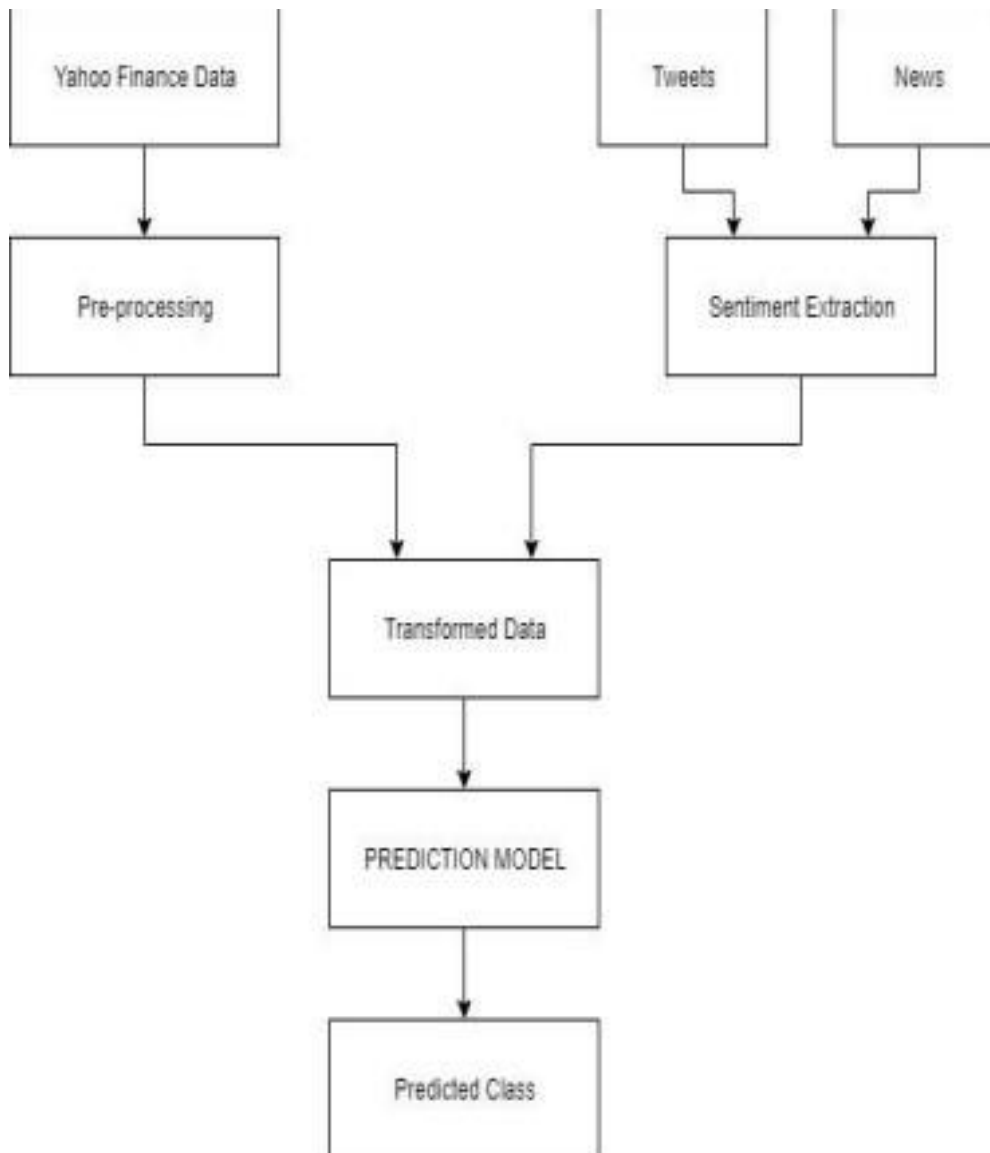 Yahoo Finance Data
Tweets
News
Pre-processing
Sentiment Extraction
Transformed Data
PREDICTION MODEL
Predicted Class